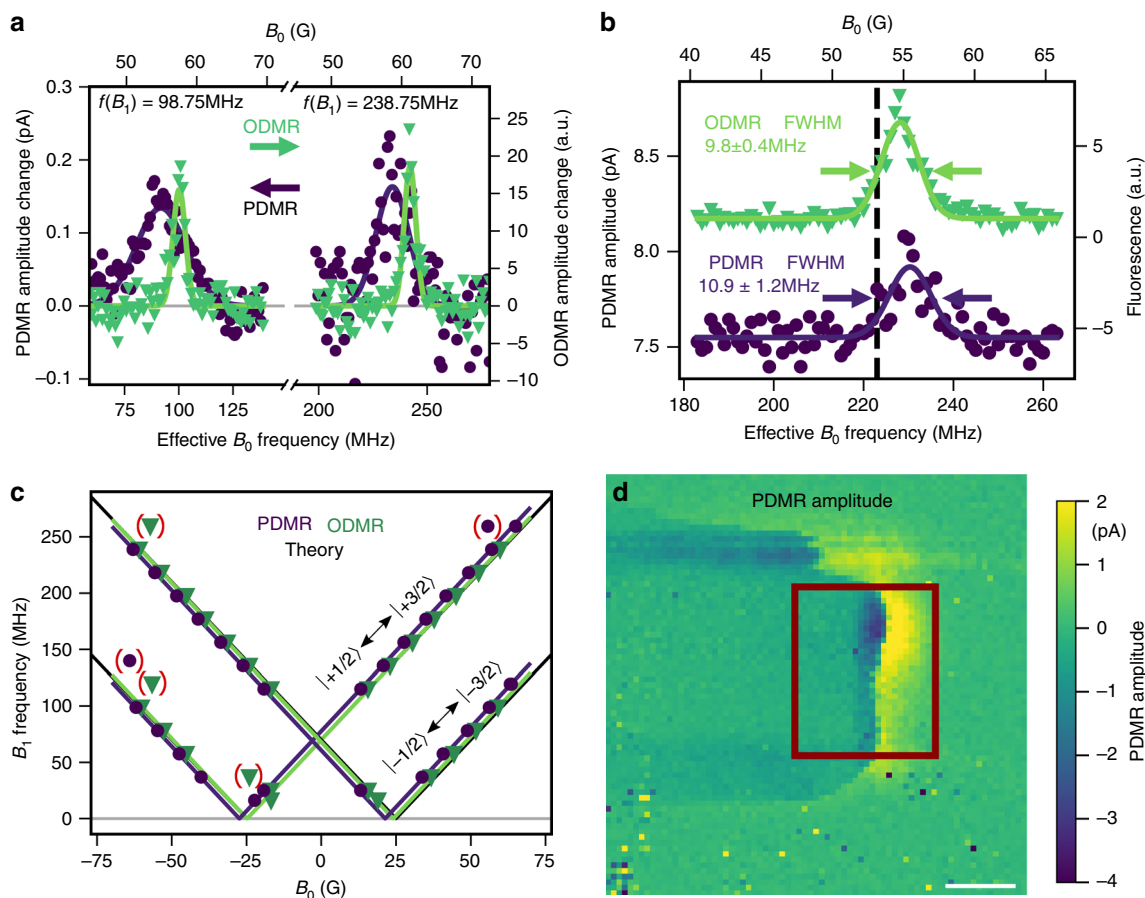 a
B0 (G)
50 60 70 50 60 70
f(B1) = 98.75MHz f(B1) = 238.75MHz
ODMR
PDMR
PDMR amplitude change (pA)
0.3
0.2
0.1
0.0
−0.1
ODMR amplitude change (a.u.)
25
20
15
10
5
0
−5
−10
75 100 125 200 250
Effective B0 frequency (MHz)
b
B0 (G)
40 45 50 55 60 65
ODMR FWHM
9.8±0.4MHz
PDMR FWHM
10.9 ± 1.2MHz
PDMR amplitude (pA)
8.5
8.0
7.5
Fluorescence (a.u.)
5
0
−5
180 200 220 240 260
Effective B0 frequency (MHz)
c
PDMR ODMR
Theory
( ) ( )
( ) ( )
( )
|+1/2⟩ |+3/2⟩
|−1/2⟩ |−3/2⟩
B1 frequency (MHz)
250
200
150
100
50
0
−75 −50 −25 0 25 50 75
B0 (G)
d
PDMR amplitude
2
(pA)
1
0
−1
−2
−3
−4
PDMR amplitude